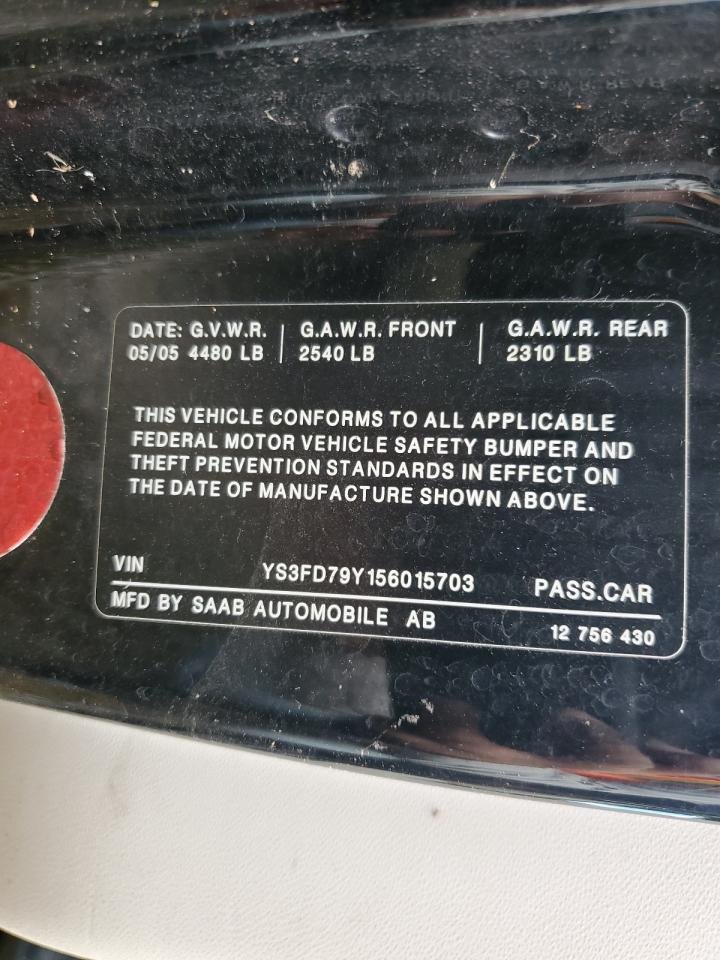 DATE: G.V.W.R. G.A.W.R. FRONT G.A.W.R. REAR
05/05 4480 LB 2540 LB 2310 LB
THIS VEHICLE CONFORMS TO ALL APPLICABLE
FEDERAL MOTOR VEHICLE SAFETY BUMPER AND
THEFT PREVENTION STANDARDS IN EFFECT ON
THE DATE OF MANUFACTURE SHOWN ABOVE.
VIN YS3FD79Y156015703 PASS.CAR
MFD BY SAAB AUTOMOBILE AB 12 756 430